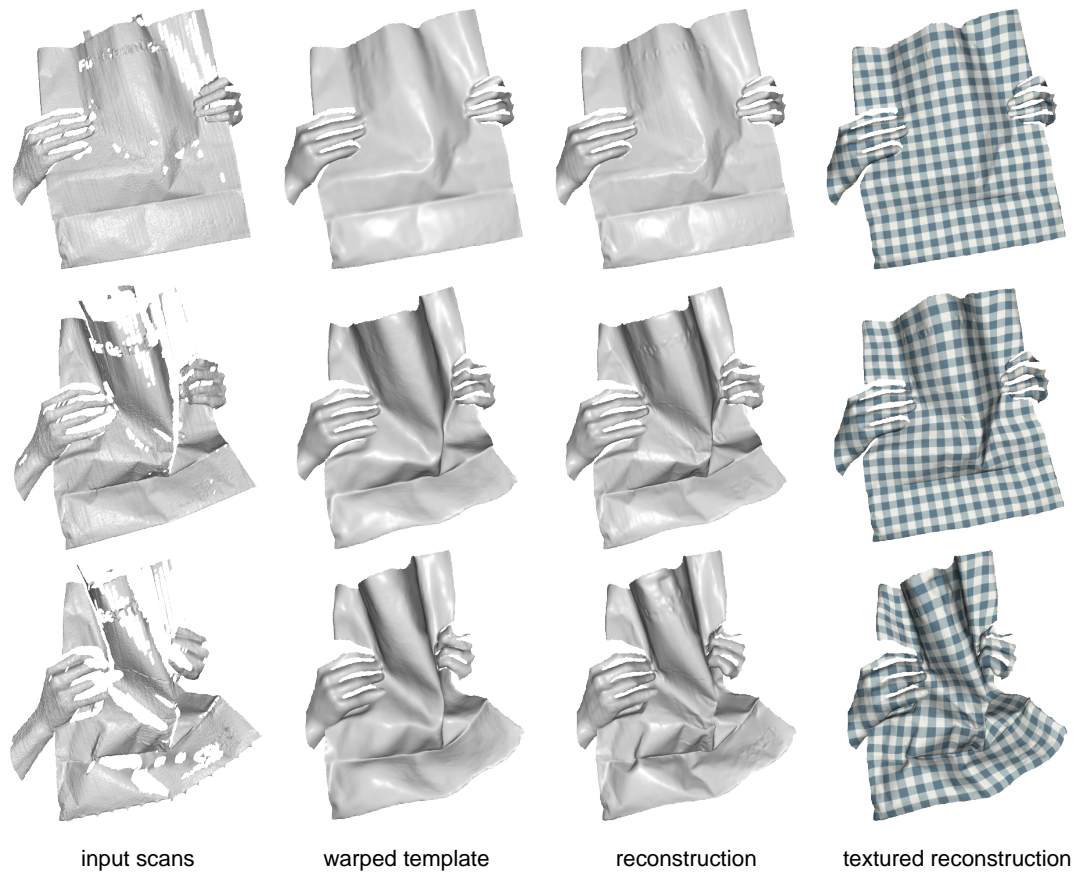 input scans
warped template
reconstruction
textured reconstruction